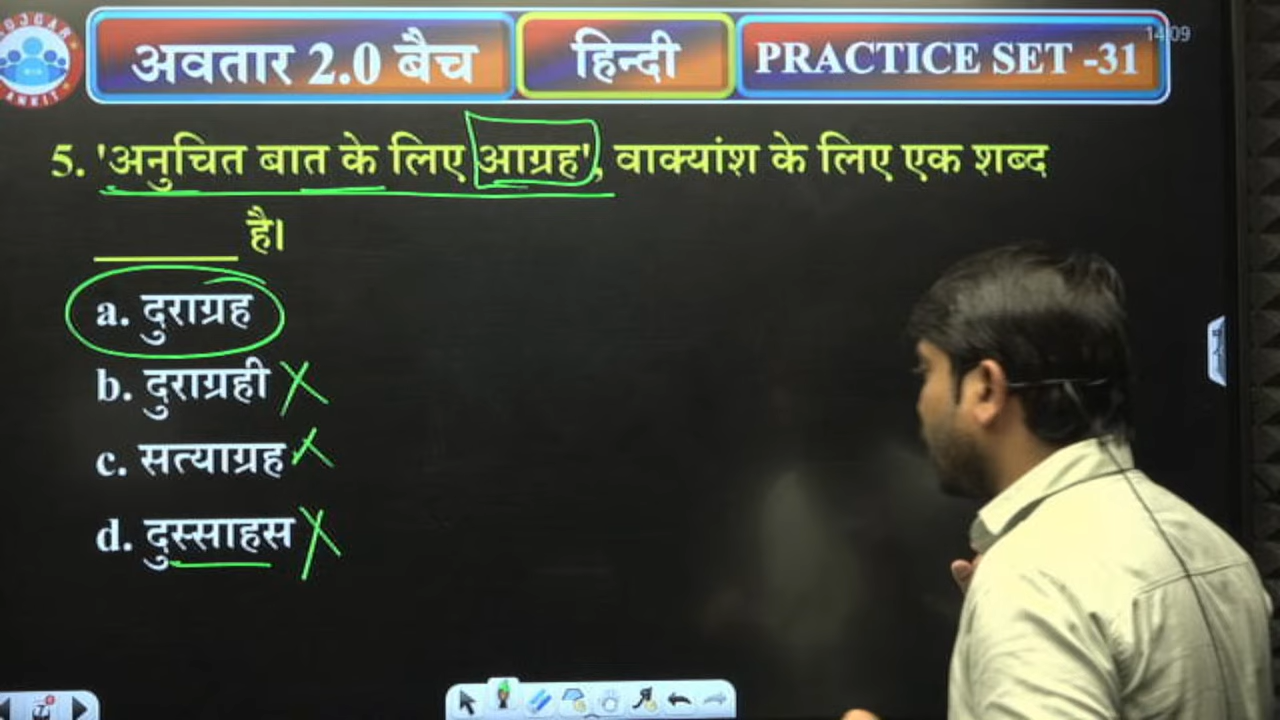 अवतार 2.0 बैच
हिन्दी
PRACTICE SET -31
14:09
5. 'अनुचित बात के लिए आग्रह', वाक्यांश के लिए एक शब्द
________ है।
a. दुराग्रह
b. दुराग्रही
c. सत्याग्रह
d. दुस्साहस